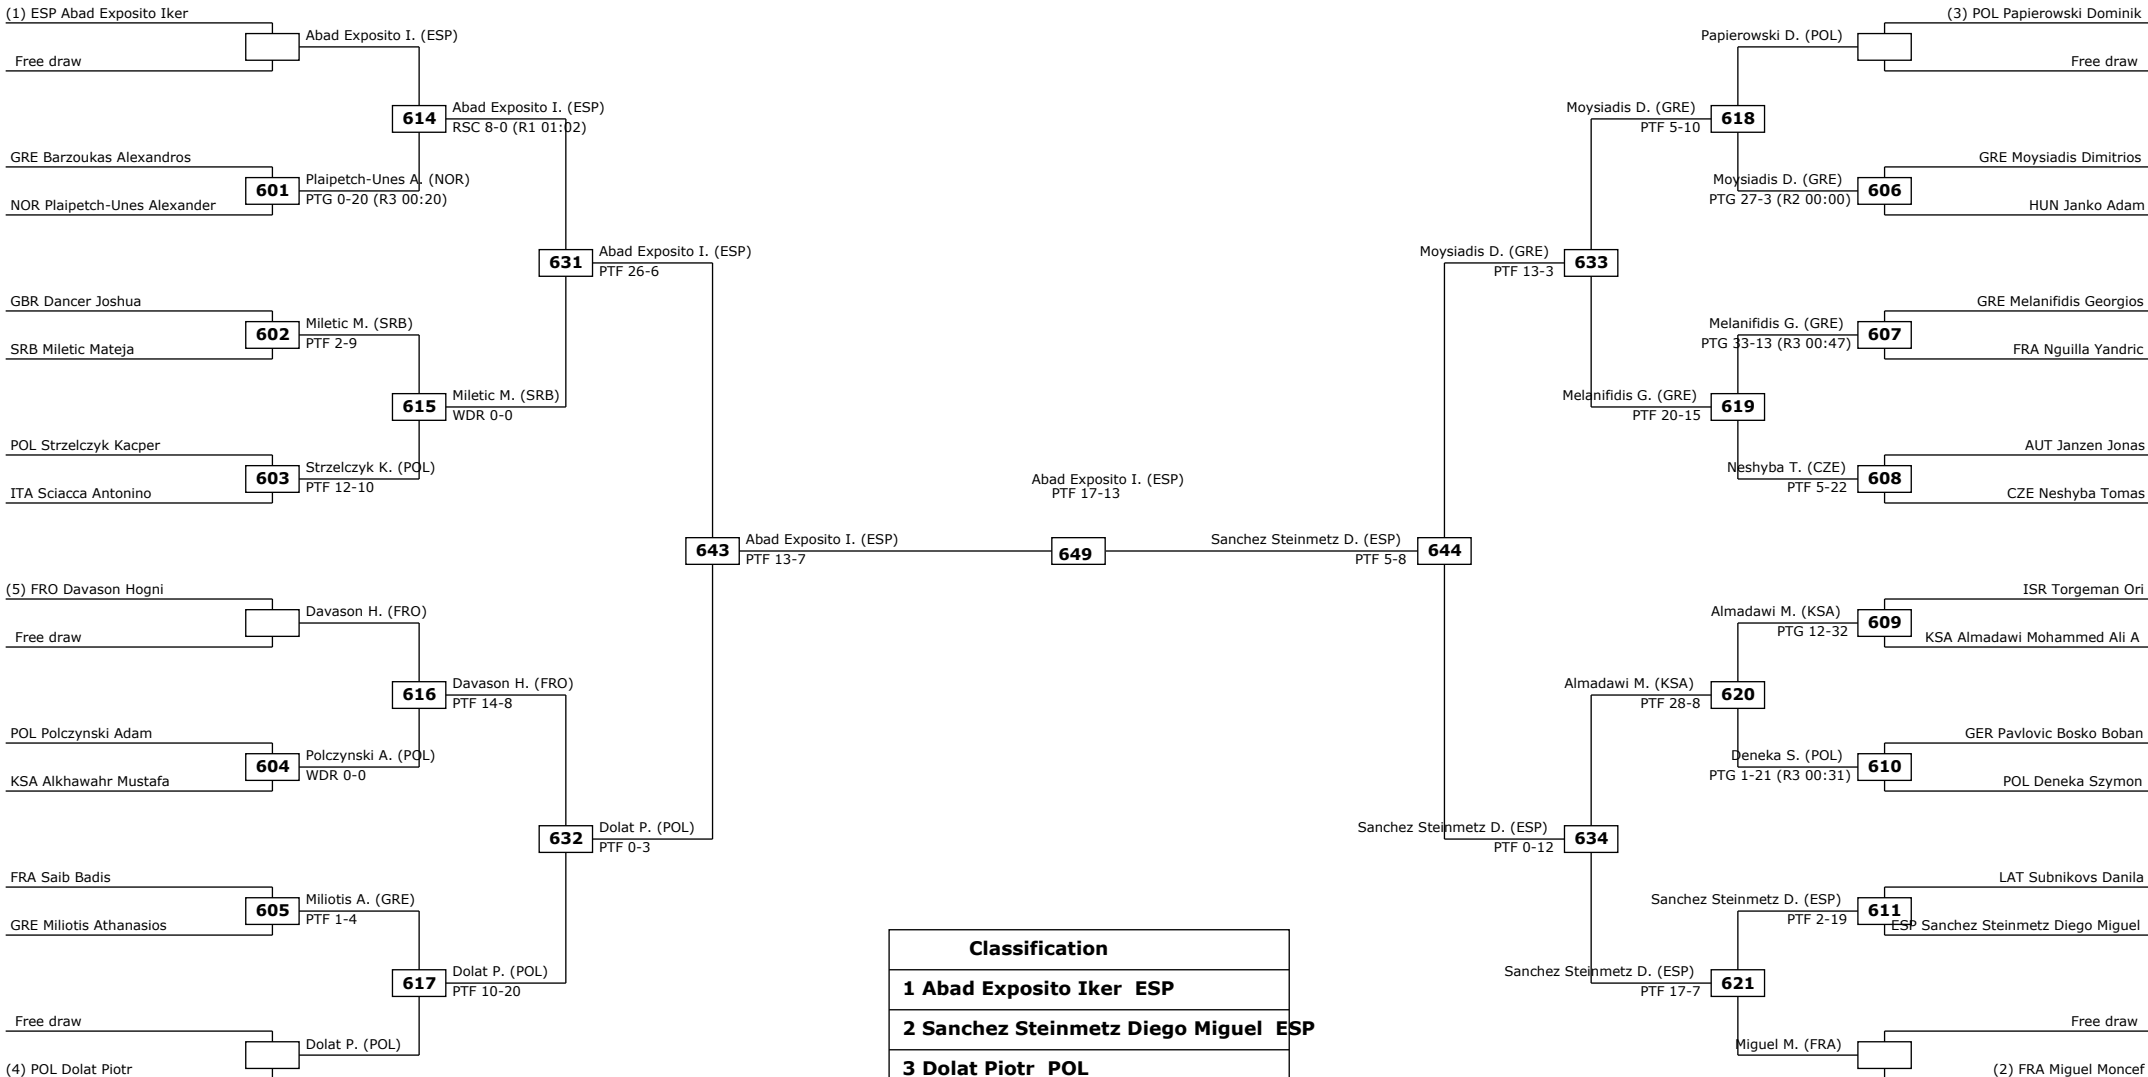 (1) ESP Abad Exposito Iker
Free draw
Abad Exposito I. (ESP)
614
Abad Exposito I. (ESP)
RSC 8-0 (R1 01:02)
GRE Barzoukas Alexandros
601
NOR Plaipetch-Unes Alexander
Plaipetch-Unes A. (NOR)
PTG 0-20 (R3 00:20)
631
Abad Exposito I. (ESP)
PTF 26-6
GBR Dancer Joshua
602
SRB Miletic Mateja
Miletic M. (SRB)
PTF 2-9
615
Miletic M. (SRB)
WDR 0-0
POL Strzelczyk Kacper
603
ITA Sciacca Antonino
Strzelczyk K. (POL)
PTF 12-10
643
Abad Exposito I. (ESP)
PTF 13-7
(5) FRO Davason Hogni
Free draw
Davason H. (FRO)
616
Davason H. (FRO)
PTF 14-8
POL Polczynski Adam
604
KSA Alkhawahr Mustafa
Polczynski A. (POL)
WDR 0-0
632
Dolat P. (POL)
PTF 0-3
FRA Saib Badis
605
GRE Miliotis Athanasios
Miliotis A. (GRE)
PTF 1-4
617
Dolat P. (POL)
PTF 10-20
Free draw
(4) POL Dolat Piotr
Dolat P. (POL)
Abad Exposito I. (ESP)
PTF 17-13
649
Sanchez Steinmetz D. (ESP)
PTF 5-8
644
(3) POL Papierowski Dominik
Free draw
Papierowski D. (POL)
Moysiadis D. (GRE)
PTF 5-10
618
GRE Moysiadis Dimitrios
606
HUN Janko Adam
Moysiadis D. (GRE)
PTG 27-3 (R2 00:00)
Moysiadis D. (GRE)
PTF 13-3
633
GRE Melanifidis Georgios
607
FRA Nguilla Yandric
Melanifidis G. (GRE)
PTG 33-13 (R3 00:47)
Melanifidis G. (GRE)
PTF 20-15
619
AUT Janzen Jonas
608
CZE Neshyba Tomas
Neshyba T. (CZE)
PTF 5-22
ISR Torgeman Ori
609
KSA Almadawi Mohammed Ali A
Almadawi M. (KSA)
PTG 12-32
Almadawi M. (KSA)
PTF 28-8
620
GER Pavlovic Bosko Boban
610
POL Deneka Szymon
Deneka S. (POL)
PTG 1-21 (R3 00:31)
Sanchez Steinmetz D. (ESP)
PTF 0-12
634
LAT Subnikovs Danila
611
ESP Sanchez Steinmetz Diego Miguel
Sanchez Steinmetz D. (ESP)
PTF 2-19
Sanchez Steinmetz D. (ESP)
PTF 17-7
621
Free draw
(2) FRA Miguel Moncef
Miguel M. (FRA)
Classification
1 Abad Exposito Iker ESP
2 Sanchez Steinmetz Diego Miguel ESP
3 Dolat Piotr POL